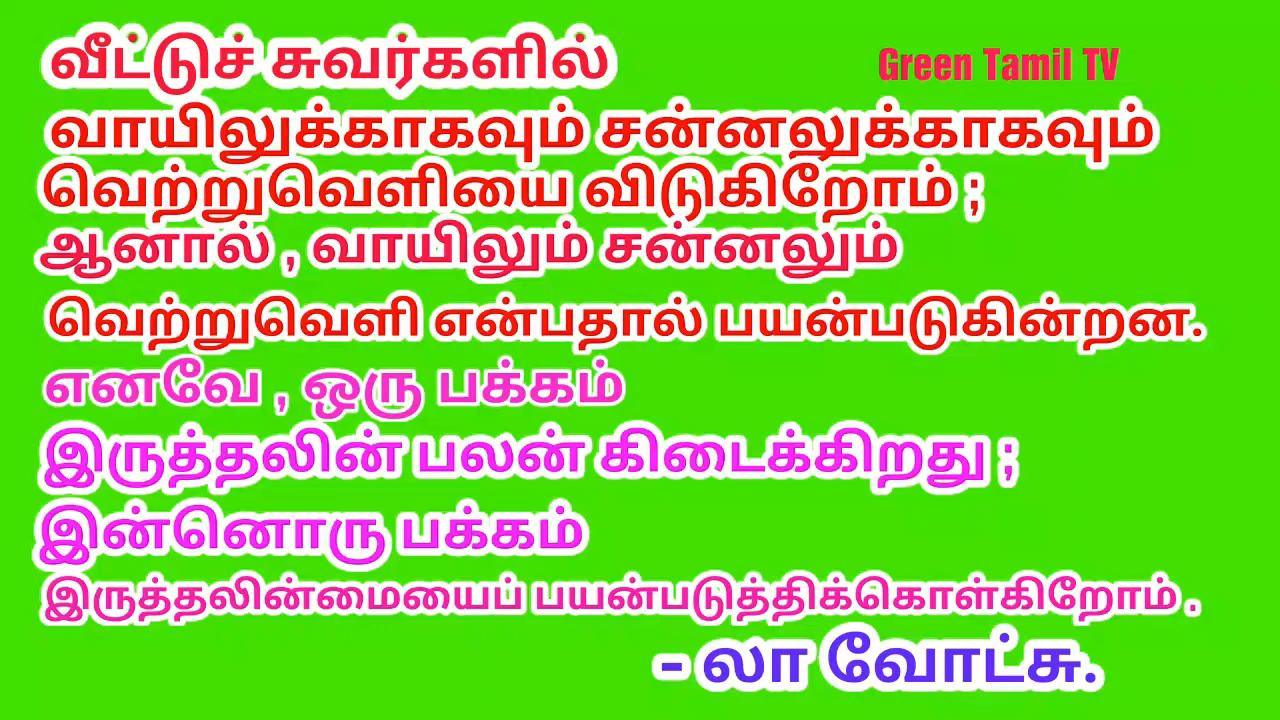 வீட்டுச் சுவர்களில்
Green Tamil TV
வாயிலுக்காகவும் சன்னலுக்காகவும்
வெற்றுவெளியை விடுகிறோம் ;
ஆனால் , வாயிலும் சன்னலும்
வெற்றுவெளி என்பதால் பயன்படுகின்றன.
எனவே , ஒரு பக்கம்
இருத்தலின் பலன் கிடைக்கிறது ;
இன்னொரு பக்கம்
இருத்தலின்மையைப் பயன்படுத்திக்கொள்கிறோம் .
- லா வோட்சு.